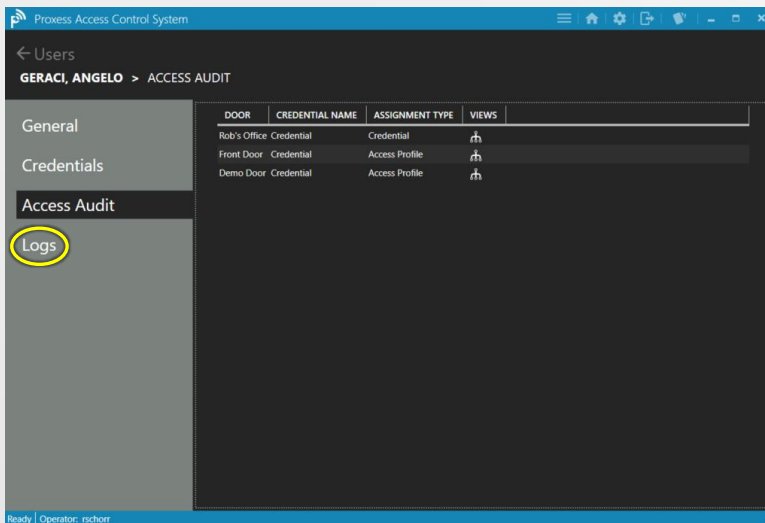 Proxess Access Control System
Users
GERACI, ANGELO > ACCESS AUDIT
General
Credentials
Access Audit
Logs
DOOR CREDENTIAL NAME ASSIGNMENT TYPE VIEWS
Rob's Office Credential Credential
Front Door Credential Access Profile
Demo Door Credential Access Profile
Ready Operator: rschorr